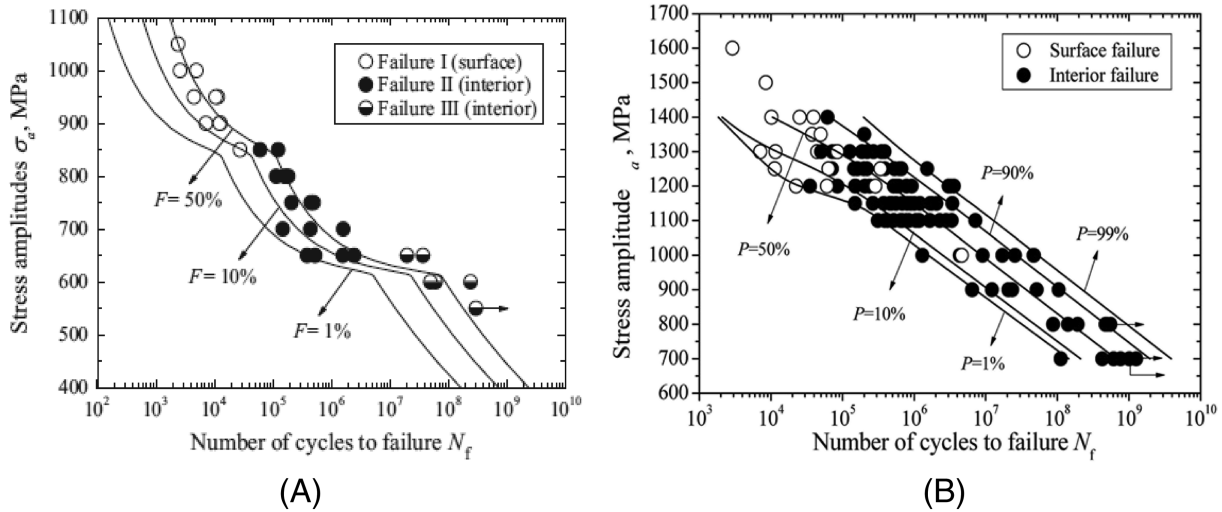 1100
1000
900
800
700
600
500
400
Stress amplitudes σa, MPa
Failure I (surface)
Failure II (interior)
Failure III (interior)
F= 50%
F= 10%
F= 1%
10^2 10^3 10^4 10^5 10^6 10^7 10^8 10^9 10^10
Number of cycles to failure Nf
(A)
1700
1600
1500
1400
1300
1200
1100
1000
900
800
700
600
Stress amplitude a, MPa
Surface failure
Interior failure
P=90%
P=99%
P=50%
P=10%
P=1%
10^3 10^4 10^5 10^6 10^7 10^8 10^9 10^10
Number of cycles to failure Nf
(B)